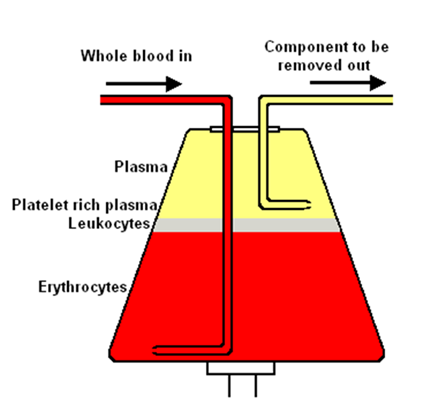 Whole blood in
Component to be
removed out
Plasma
Platelet rich plasma
Leukocytes
Erythrocytes